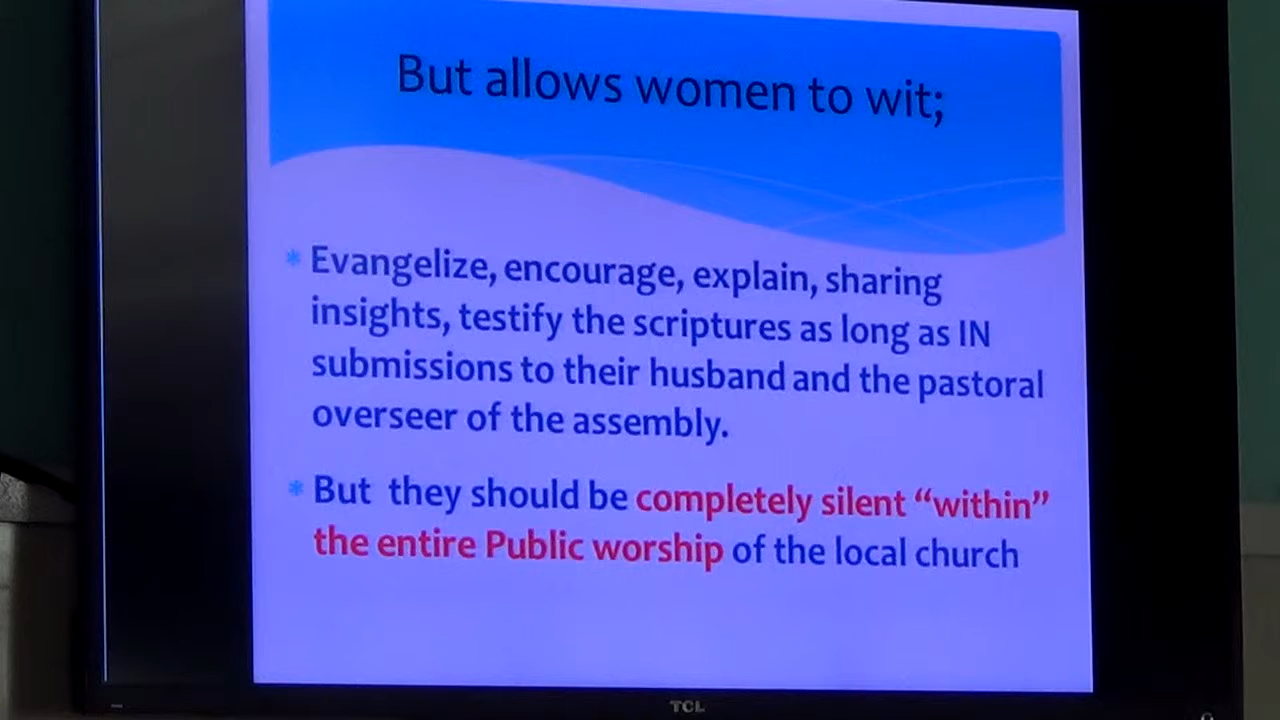 But allows women to wit;
* Evangelize, encourage, explain, sharing
insights, testify the scriptures as long as IN
submissions to their husband and the pastoral
overseer of the assembly.
* But they should be completely silent “within”
the entire Public worship of the local church
TCL